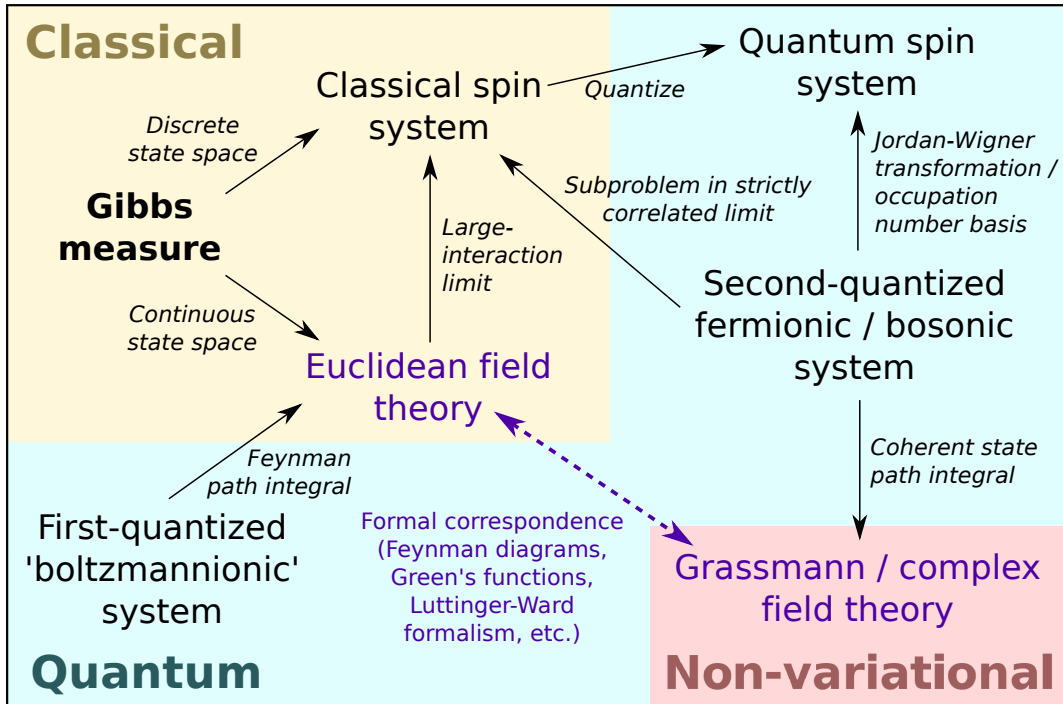 Classical
Classical spin
system
Quantize
Quantum spin
system
Discrete
state space
Gibbs
measure
Continuous
state space
Large-
interaction
limit
Subproblem in strictly
correlated limit
Jordan-Wigner
transformation /
occupation
number basis
Second-quantized
fermionic / bosonic
system
Euclidean field
theory
Feynman
path integral
Coherent state
path integral
First-quantized
'boltzmannionic'
system
Formal correspondence
(Feynman diagrams,
Green's functions,
Luttinger-Ward
formalism, etc.)
Grassmann / complex
field theory
Quantum
Non-variational